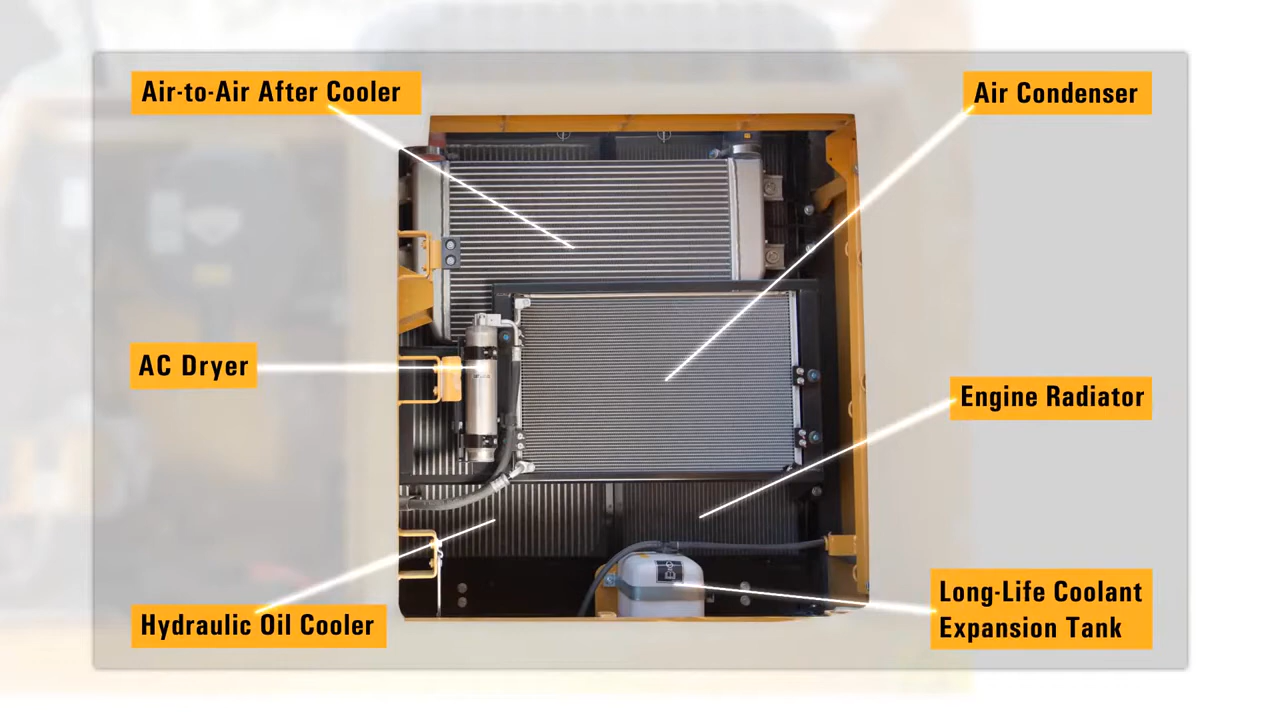 Air-to-Air After Cooler
Air Condenser
AC Dryer
Engine Radiator
Hydraulic Oil Cooler
Long-Life Coolant
Expansion Tank